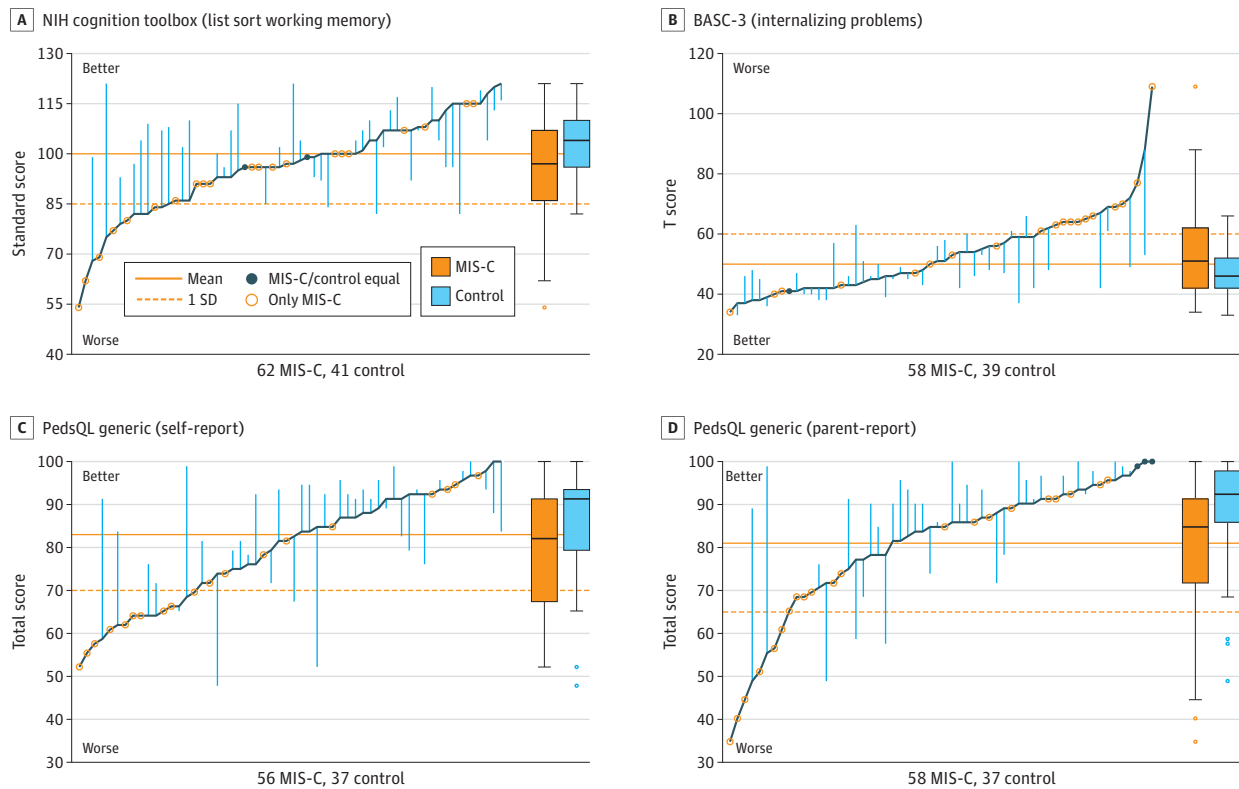 A NIH cognition toolbox (list sort working memory)
130
115
100
85
70
55
40
Standard score
Better
Worse
Mean
1 SD
MIS-C/control equal
Only MIS-C
MIS-C
Control
62 MIS-C, 41 control
B BASC-3 (internalizing problems)
120
100
80
60
40
20
T score
Worse
Better
58 MIS-C, 39 control
C PedsQL generic (self-report)
100
90
80
70
60
50
40
30
Total score
Better
Worse
56 MIS-C, 37 control
D PedsQL generic (parent-report)
100
90
80
70
60
50
40
30
Total score
Better
Worse
58 MIS-C, 37 control